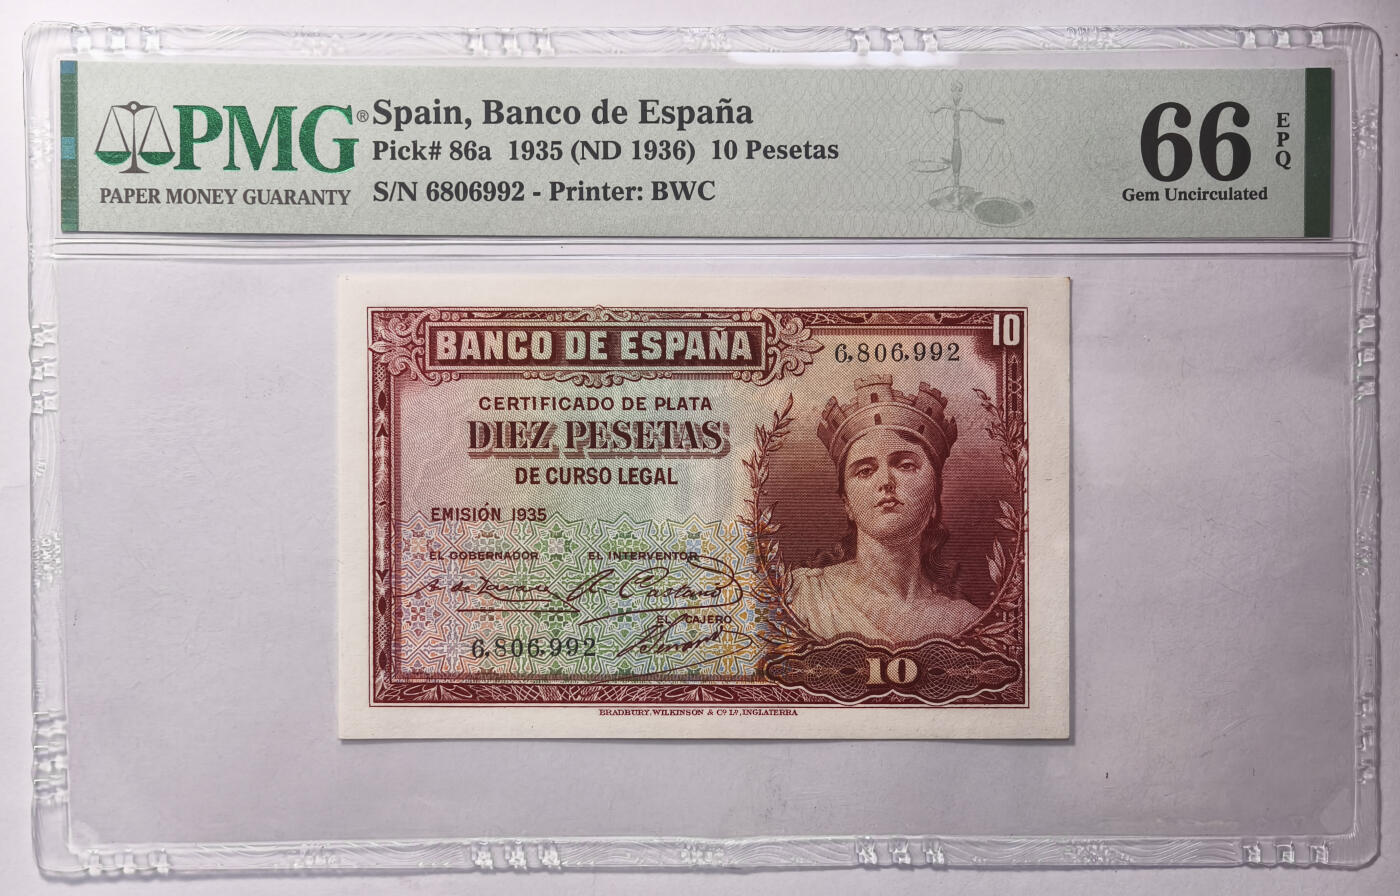 PMG®
PAPER MONEY GUARANTY
Spain, Banco de España
Pick# 86a 1935 (ND 1936) 10 Pesetas
S/N 6806992 - Printer: BWC
66 EPQ
Gem Uncirculated
10
BANCO DE ESPAÑA
6,806,992
CERTIFICADO DE PLATA
DIEZ PESETAS
DE CURSO LEGAL
EMISIÓN 1935
EL GOBERNADOR EL INTERVENTOR
EL CAJERO
6,806,992
10
BRADBURY, WILKINSON & Cº Lᵈ, INGLATERRA